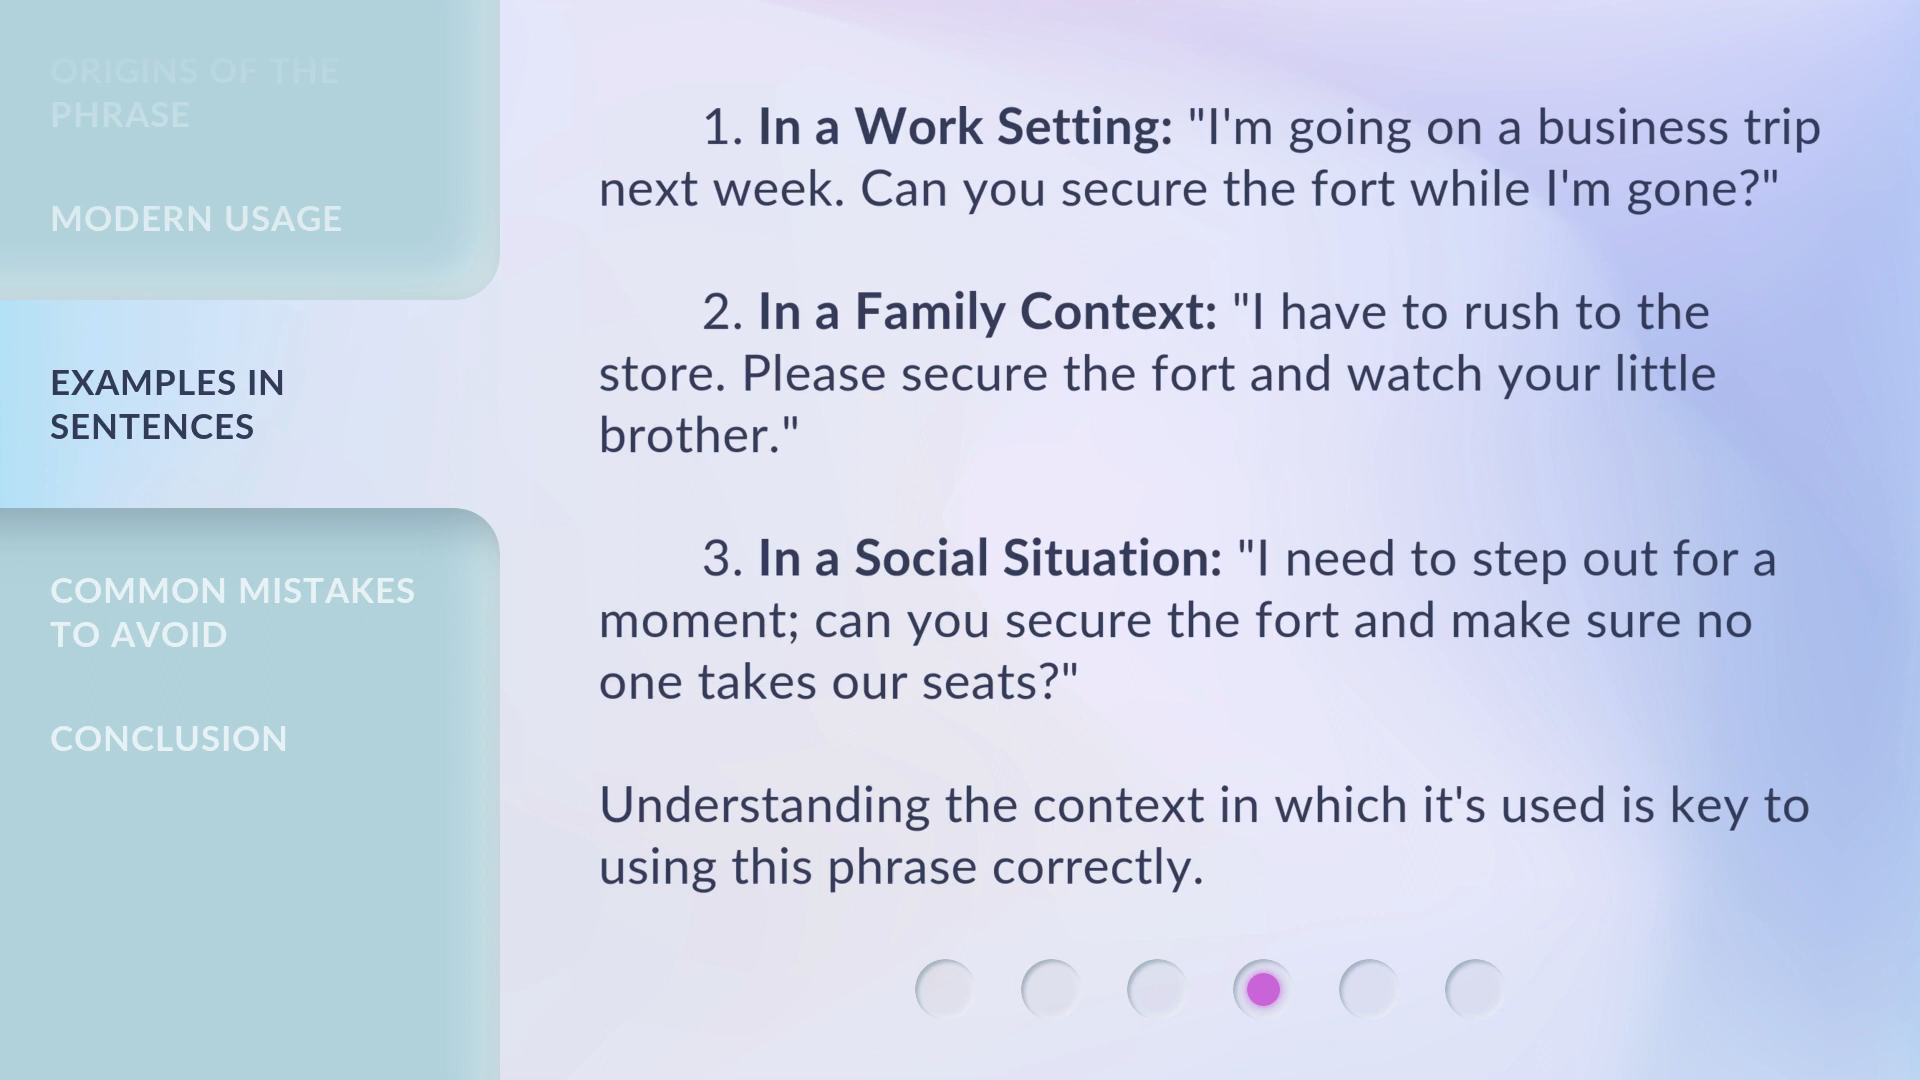 ORIGINS OF THE
PHRASE
MODERN USAGE
EXAMPLES IN
SENTENCES
COMMON MISTAKES
TO AVOID
CONCLUSION
1. In a Work Setting: "I'm going on a business trip
next week. Can you secure the fort while I'm gone?"
2. In a Family Context: "I have to rush to the
store. Please secure the fort and watch your little
brother."
3. In a Social Situation: "I need to step out for a
moment; can you secure the fort and make sure no
one takes our seats?"
Understanding the context in which it's used is key to
using this phrase correctly.